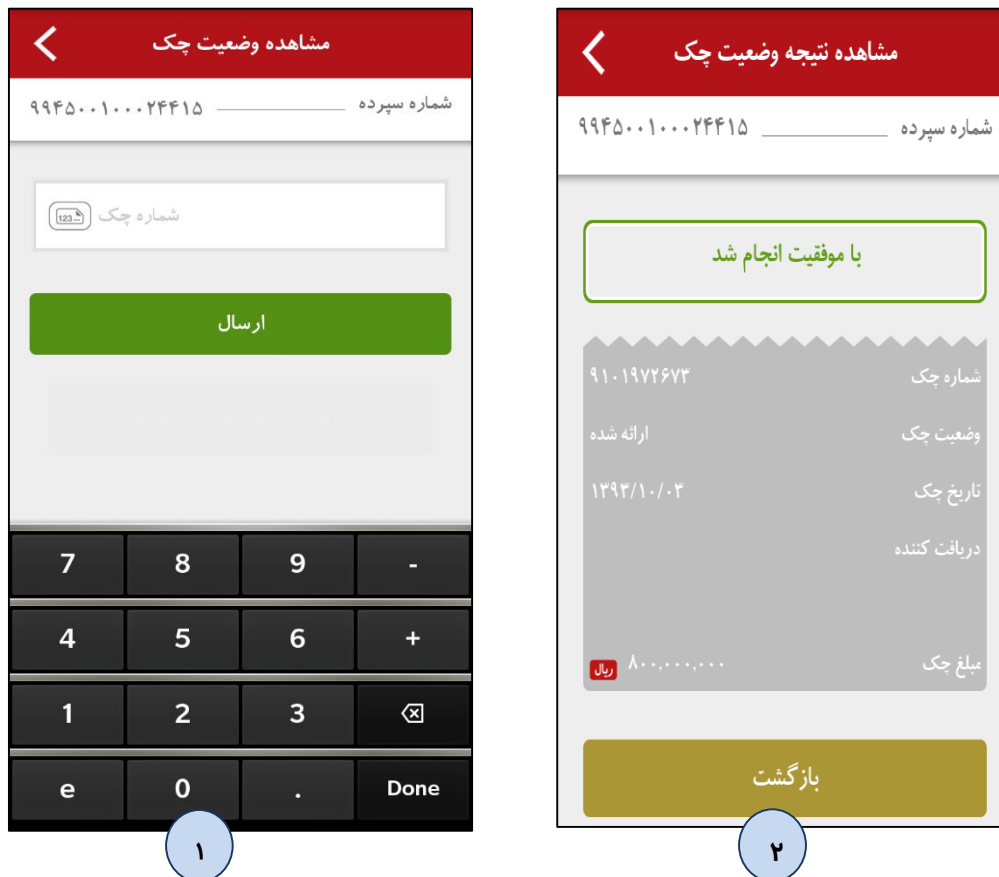 مشاهده وضعیت چک
شماره سپرده ۹۹۴۵۰۰۱۰۰۰۲۴۴۱۵
شماره چک 123...
ارسال
7 8 9 -
4 5 6 +
1 2 3
e 0 . Done
۱
مشاهده نتیجه وضعیت چک
شماره سپرده ۹۹۴۵۰۰۱۰۰۰۲۴۴۱۵
با موفقیت انجام شد
شماره چک ۹۱۰۱۹۷۲۶۷۳
وضعیت چک ارائه شده
تاریخ چک ۱۳۹۳/۱۰/۰۳
دریافت کننده
مبلغ چک ۸۰۰,۰۰۰,۰۰۰ ریال
بازگشت
۲